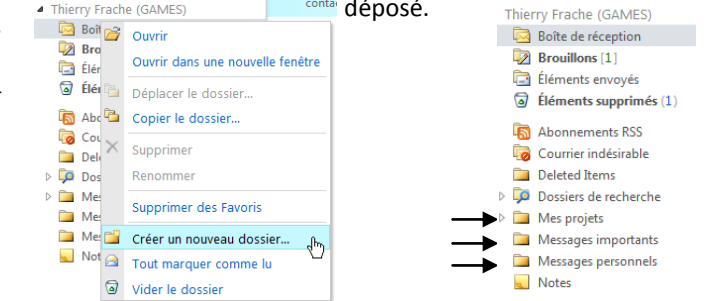 Thierry Frache (GAMES)
Ouvrir
Ouvrir dans une nouvelle fenêtre
Déplacer le dossier...
Copier le dossier...
Supprimer
Renommer
Supprimer des Favoris
Créer un nouveau dossier...
Tout marquer comme lu
Vider le dossier
déposé.
Thierry Frache (GAMES)
Boîte de réception
Brouillons [1]
Éléments envoyés
Éléments supprimés (1)
Abonnements RSS
Courrier indésirable
Deleted Items
Dossiers de recherche
Mes projets
Messages importants
Messages personnels
Notes